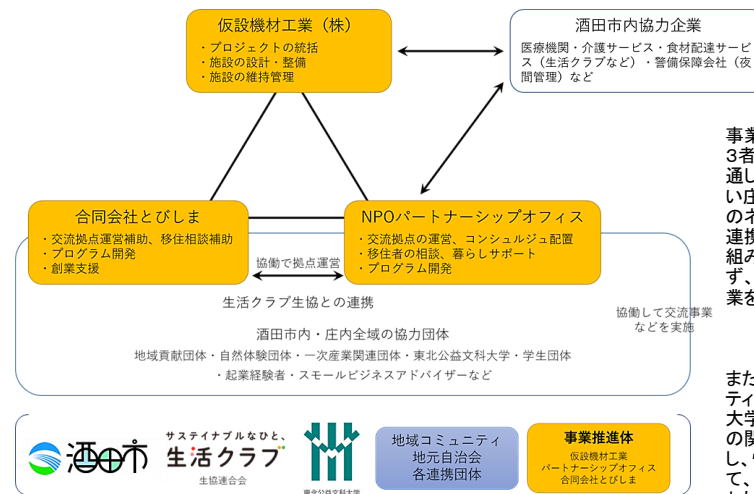 仮設機材工業（株）
・プロジェクトの統括
・施設の設計・整備
・施設の維持管理
酒田市内協力企業
医療機関・介護サービス・食材配達サービ
ス（生活クラブなど）・警備保障会社（夜
間管理）など
合同会社とびしま
・交流拠点運営補助、移住相談補助
・プログラム開発
・創業支援
NPOパートナーシップオフィス
・交流拠点の運営、コンシュルジュ配置
・移住者の相談、暮らしサポート
・プログラム開発
協働で拠点運営
生活クラブ生協との連携
酒田市内・庄内全域の協力団体
地域貢献団体・自然体験団体・一次産業関連団体・東北公益文科大学・学生団体
・起業経験者・スモールビジネスアドバイザーなど
協働して交流事業
などを実施
酒田市
サステイナブルなひと、
生活クラブ
生協連合会
東北公益文科大学
地域コミュニティ
地元自治会
各連携団体
事業推進体
仮設機材工業
パートナーシップオフィス
合同会社とびしま
事業
3者
通し
い庄
のネ
連携
組み
ず、
業を
また
ティ
大学
の関
し、
て、